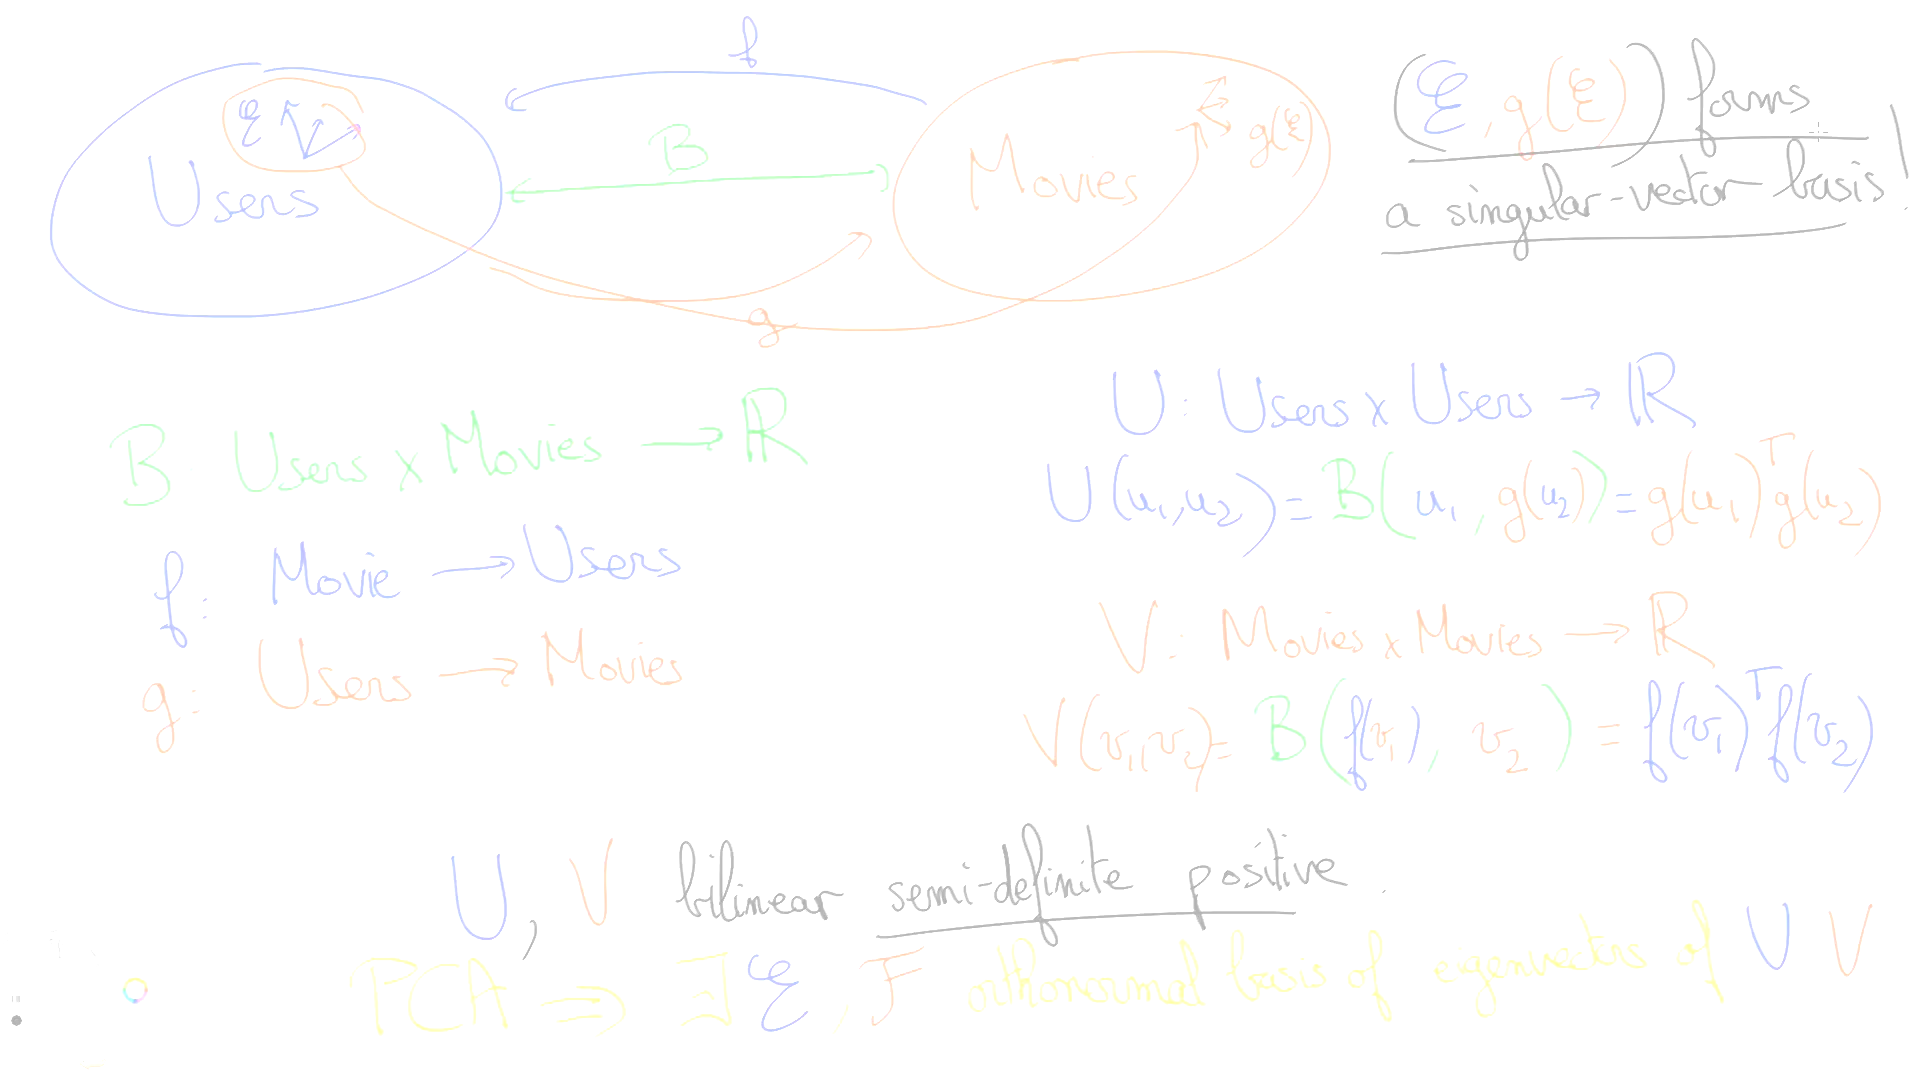 f
ℰ
Users
B
Movies
g(ℰ)
g
(ℰ, g(ℰ)) forms
a singular-vector-basis!
B Users x Movies → ℝ
f: Movie → Users
g: Users → Movies
U: Users x Users → ℝ
U(u₁,u₂) = B(u₁, g(u₂)) = g(u₁)ᵀg(u₂)
V: Movies x Movies → ℝ
V(v₁,v₂) = B(f(v₁), v₂) = f(v₁)ᵀf(v₂)
U, V bilinear semi-definite positive.
PCA ⇒ ∃ ℰ, F orthonormal basis of eigenvectors of U V